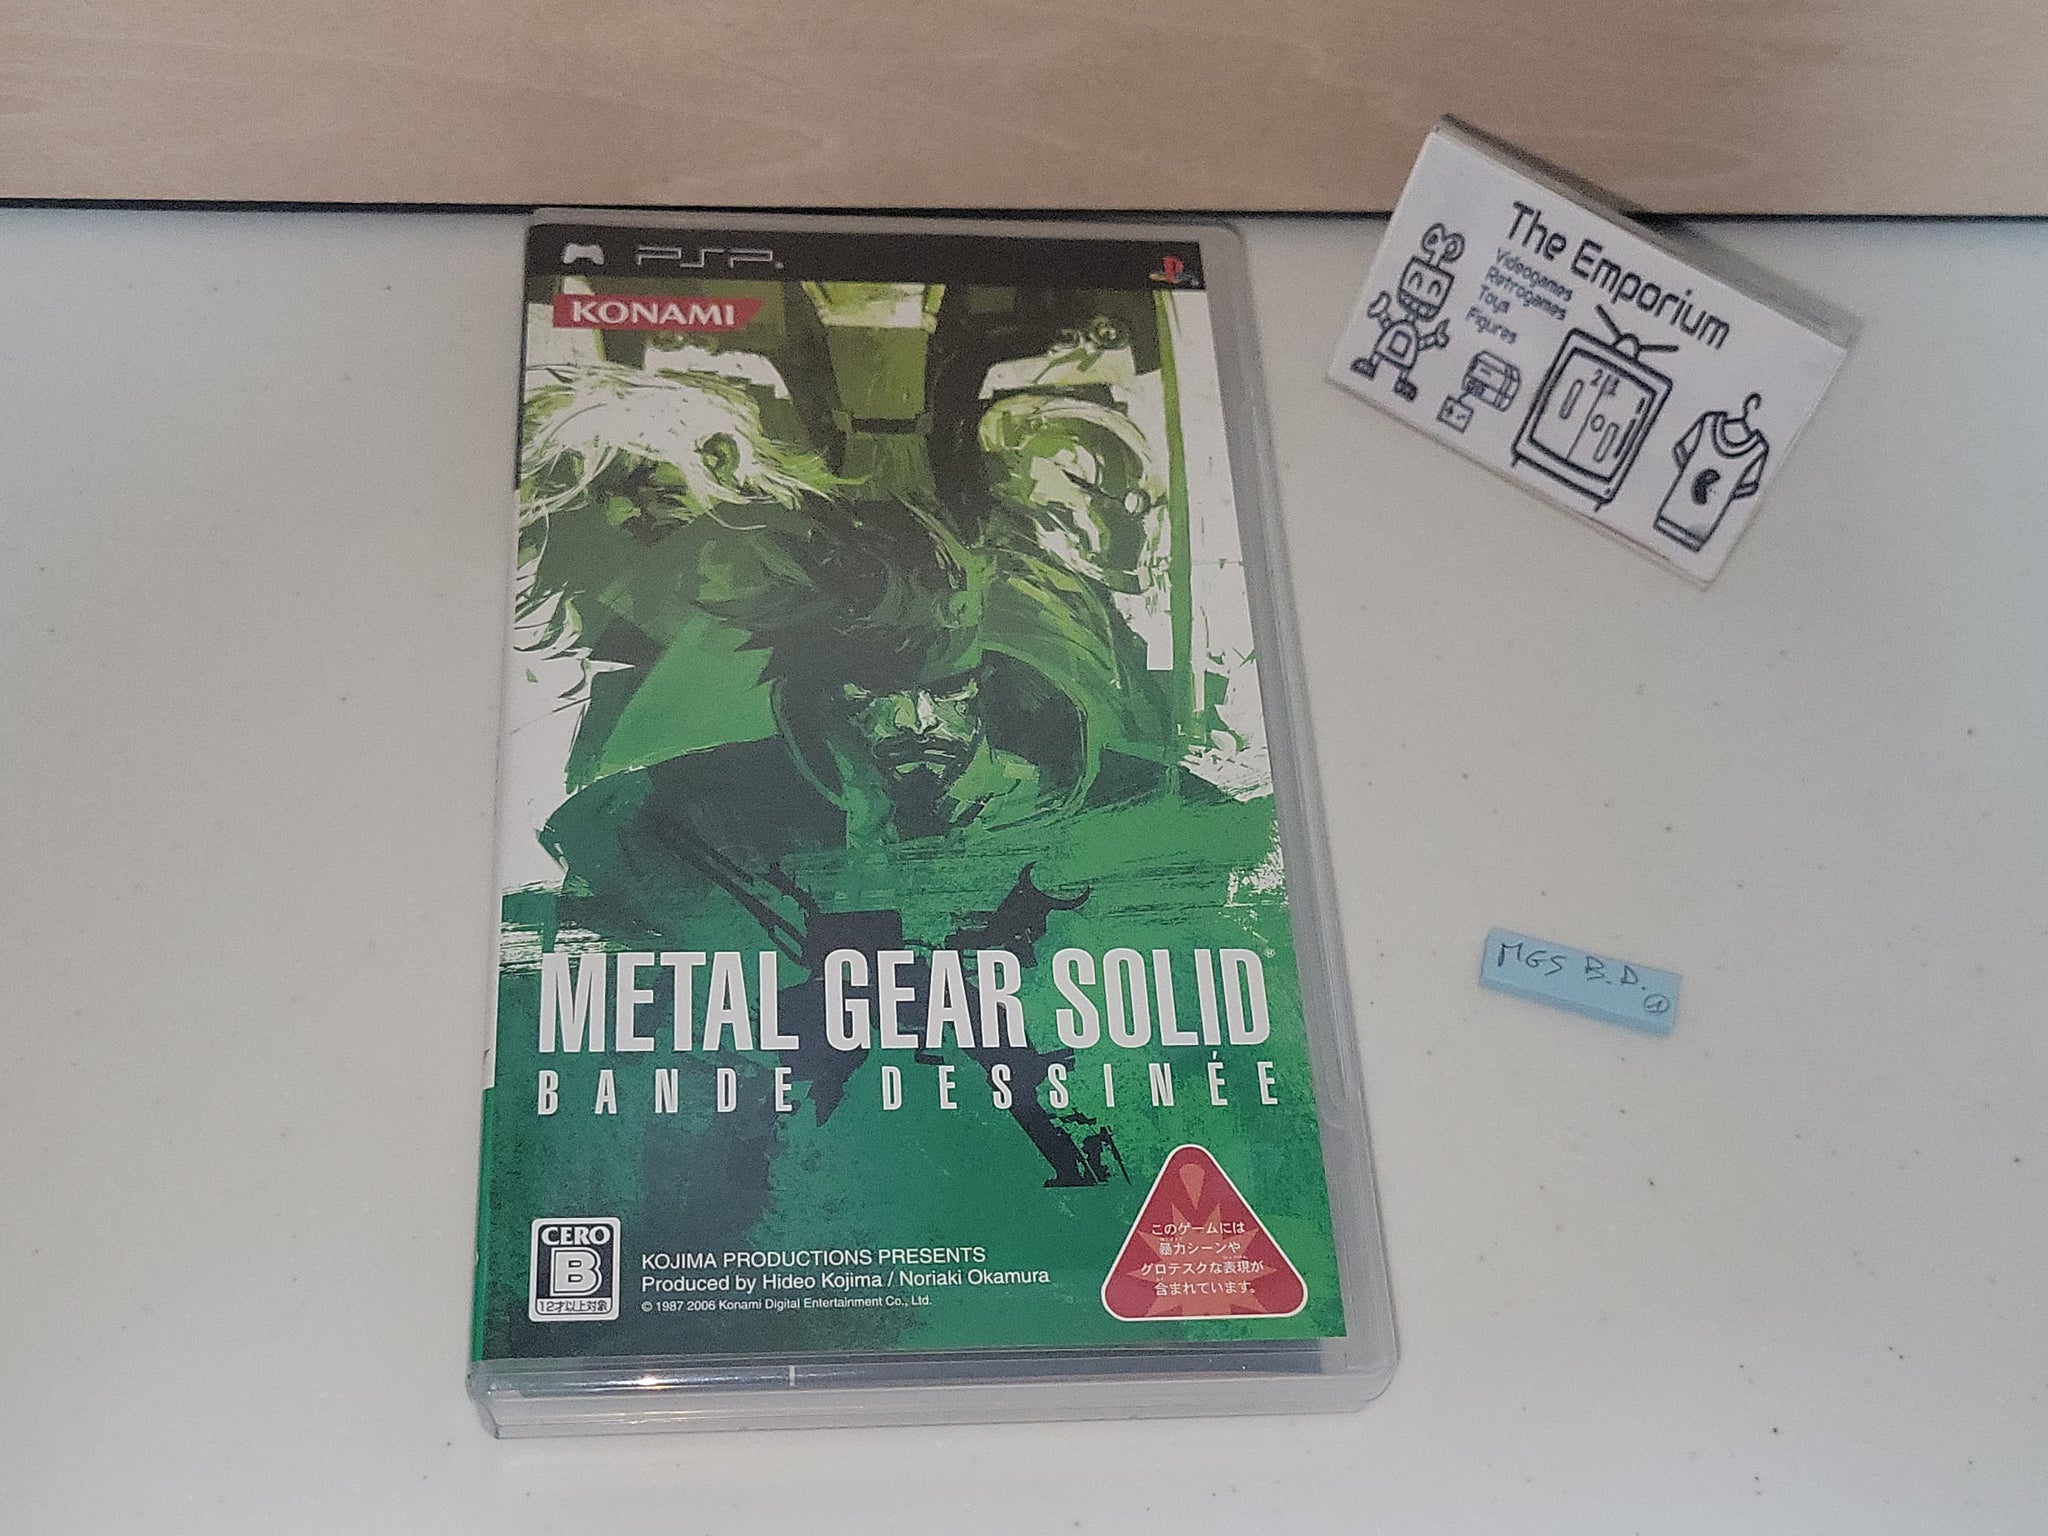 PSP
KONAMI
METAL GEAR SOLID®
BANDE DESSINÉE
CERO
B
12才以上対象
KOJIMA PRODUCTIONS PRESENTS
Produced by Hideo Kojima / Noriaki Okamura
© 1987 2006 Konami Digital Entertainment Co., Ltd.
このゲームには
暴力シーンや
グロテスクな表現が
含まれています。
The Emporium
Videogames
Retrogames
Toys
Figures
MGS B.D.
1